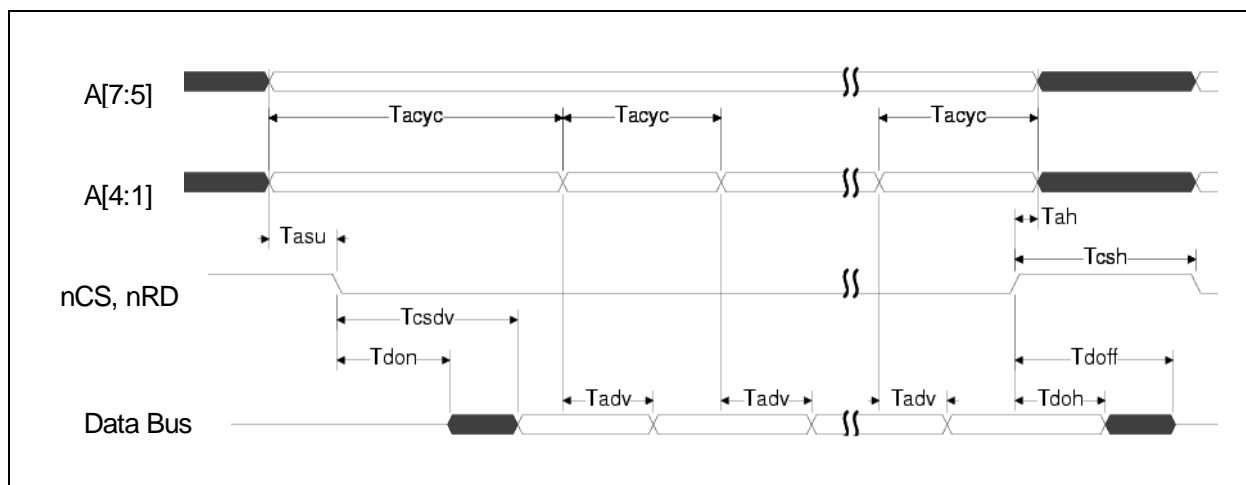 A[7:5]
Tacyc Tacyc Tacyc
A[4:1]
Tah
Tasu
Tcsh
nCS, nRD
Tcsdv
Tdon Tdoff
Tadv Tadv Tadv Tdoh
Data Bus